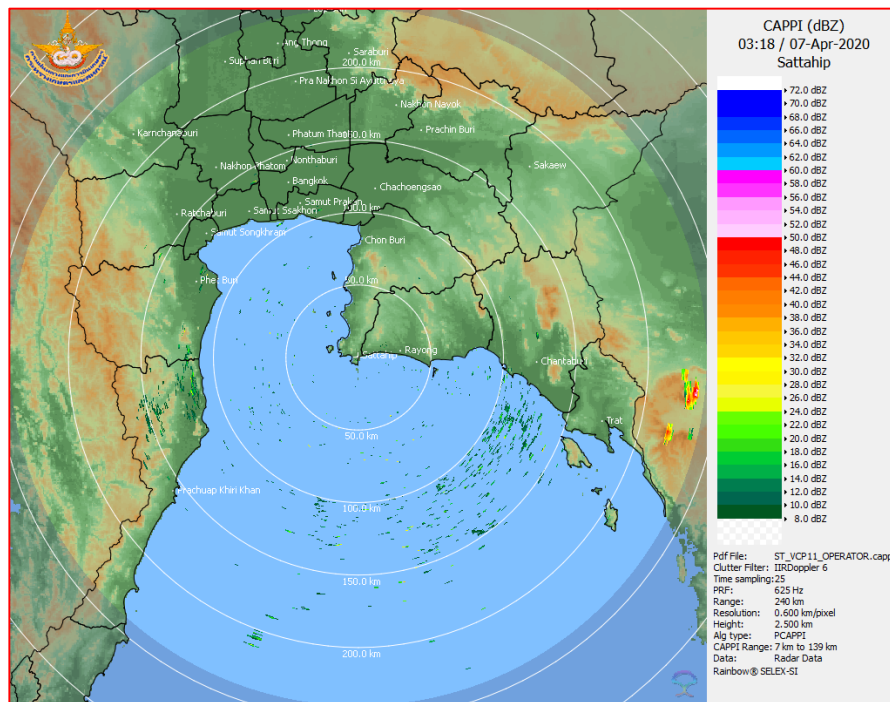 CAPPI (dBZ)
03:18 / 07-Apr-2020
Sattahip
72.0 dBZ
70.0 dBZ
68.0 dBZ
66.0 dBZ
64.0 dBZ
62.0 dBZ
60.0 dBZ
58.0 dBZ
56.0 dBZ
54.0 dBZ
52.0 dBZ
50.0 dBZ
48.0 dBZ
46.0 dBZ
44.0 dBZ
42.0 dBZ
40.0 dBZ
38.0 dBZ
36.0 dBZ
34.0 dBZ
32.0 dBZ
30.0 dBZ
28.0 dBZ
26.0 dBZ
24.0 dBZ
22.0 dBZ
20.0 dBZ
18.0 dBZ
16.0 dBZ
14.0 dBZ
12.0 dBZ
10.0 dBZ
8.0 dBZ
Pdf File: ST_VCP11_OPERATOR.capp
Clutter Filter: IIRDoppler 6
Time sampling:25
PRF: 625 Hz
Range: 240 km
Resolution: 0.600 km/pixel
Height: 2.500 km
Alg type: PCAPPI
CAPPI Range: 7 km to 139 km
Data: Radar Data
Rainbow® SELEX-SI
Ang Thong
Saraburi
Suphan Buri
200.0 km
Pra Nakhon Si Ayutthaya
Nakhon Nayok
Karnchanaburi
Phatum Thani
Prachin Buri
Nonthaburi
Nakhon Phatom
Sakaew
Bangkok
Chachoengsao
Samut Prakan
Ratchaburi
Samut Ssakhon
100.0 km
Samut Songkhram
Chon Buri
Phet Buri
50.0 km
Rayong
Sattahip
Chantaburi
Trat
50.0 km
Prachuap Khiri Khan
100.0 km
150.0 km
200.0 km